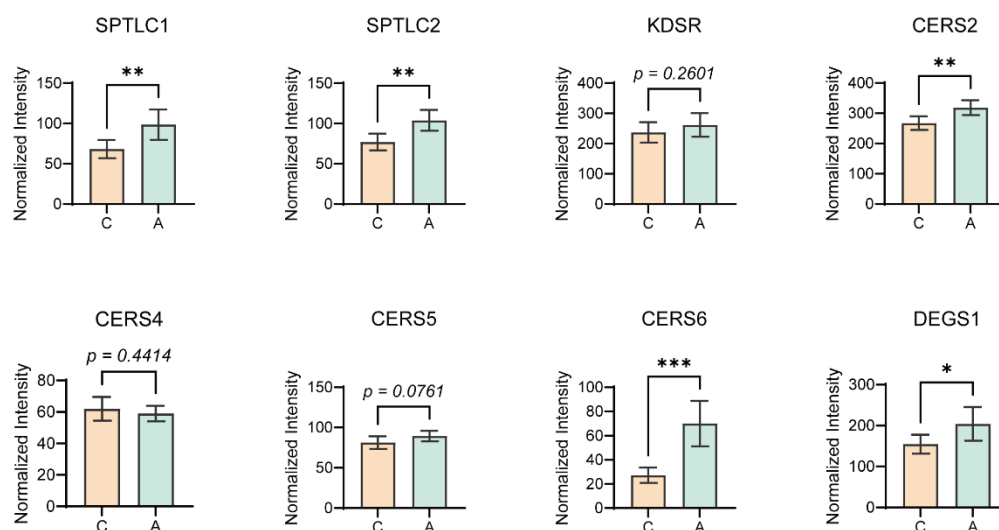 SPTLC1
**
Normalized Intensity
150
100
50
0
C A
SPTLC2
**
Normalized Intensity
150
100
50
0
C A
KDSR
p = 0.2601
Normalized Intensity
400
300
200
100
0
C A
CERS2
**
Normalized Intensity
400
300
200
100
0
C A
CERS4
p = 0.4414
Normalized Intensity
80
60
40
20
0
C A
CERS5
p = 0.0761
Normalized Intensity
150
100
50
0
C A
CERS6
***
Normalized Intensity
100
80
60
40
20
0
C A
DEGS1
*
Normalized Intensity
300
200
100
0
C A